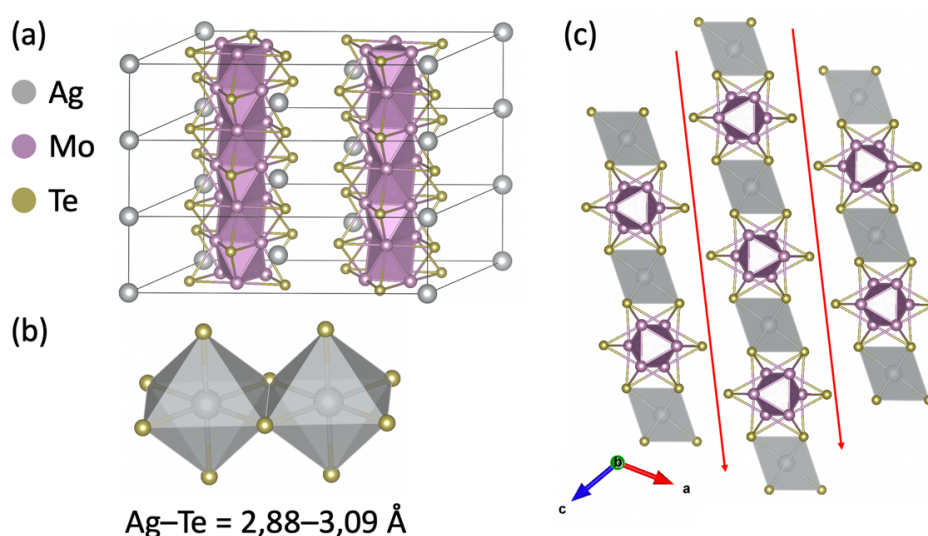 (a)
Ag
Mo
Te
(b)
Ag–Te = 2,88–3,09 Å
(c)
b
a
c